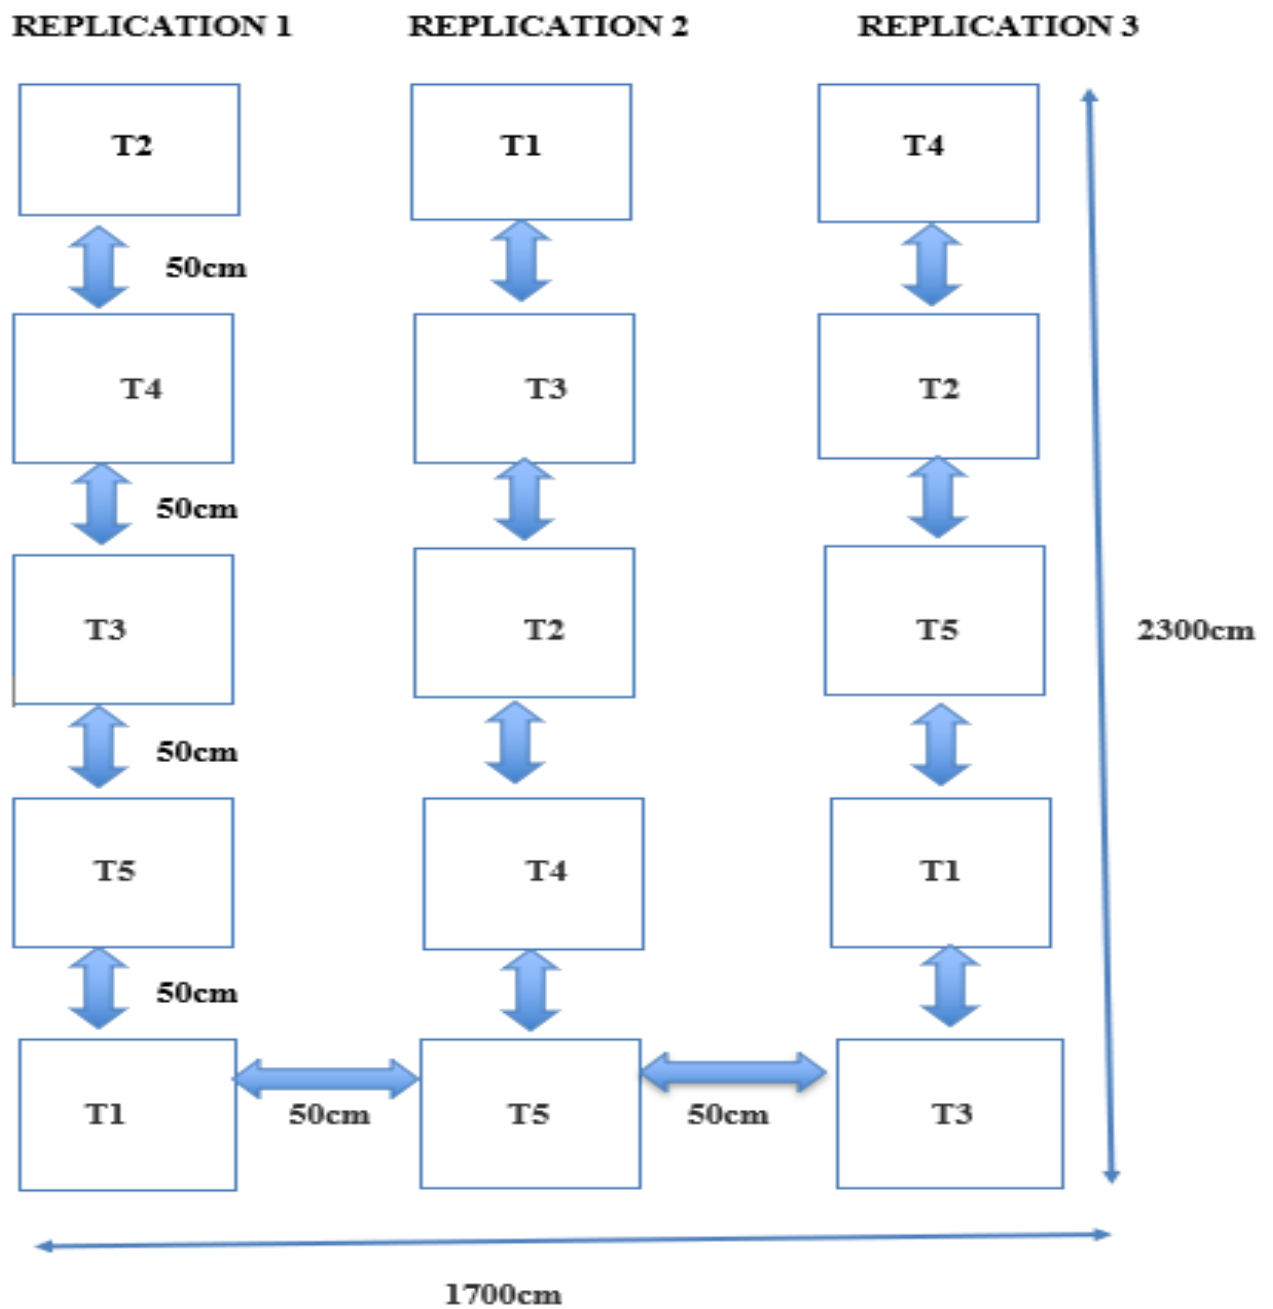 REPLICATION 1 REPLICATION 2 REPLICATION 3
T2 T1 T4
50cm
T4 T3 T2
50cm
T3 T2 T5 2300cm
50cm
T5 T4 T1
50cm
T1 50cm T5 50cm T3
1700cm